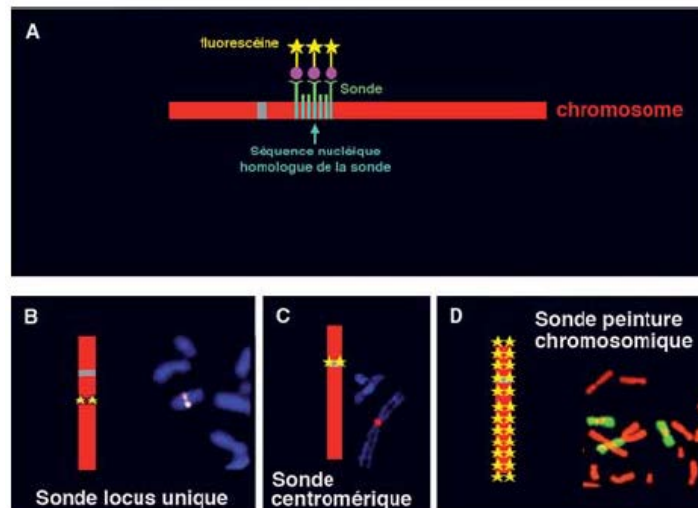 A
fluorescéine
Sonde
chromosome
Séquence nucléique
homologue de la sonde
B
Sonde locus unique
C
Sonde
centromérique
D
Sonde peinture
chromosomique